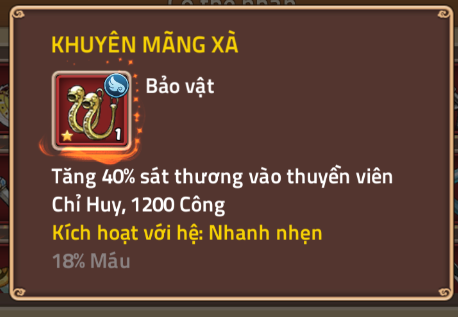 KHUYÊN MÃNG XÀ
Bảo vật
1
Tăng 40% sát thương vào thuyền viên
Chỉ Huy, 1200 Công
Kích hoạt với hệ: Nhanh nhẹn
18% Máu